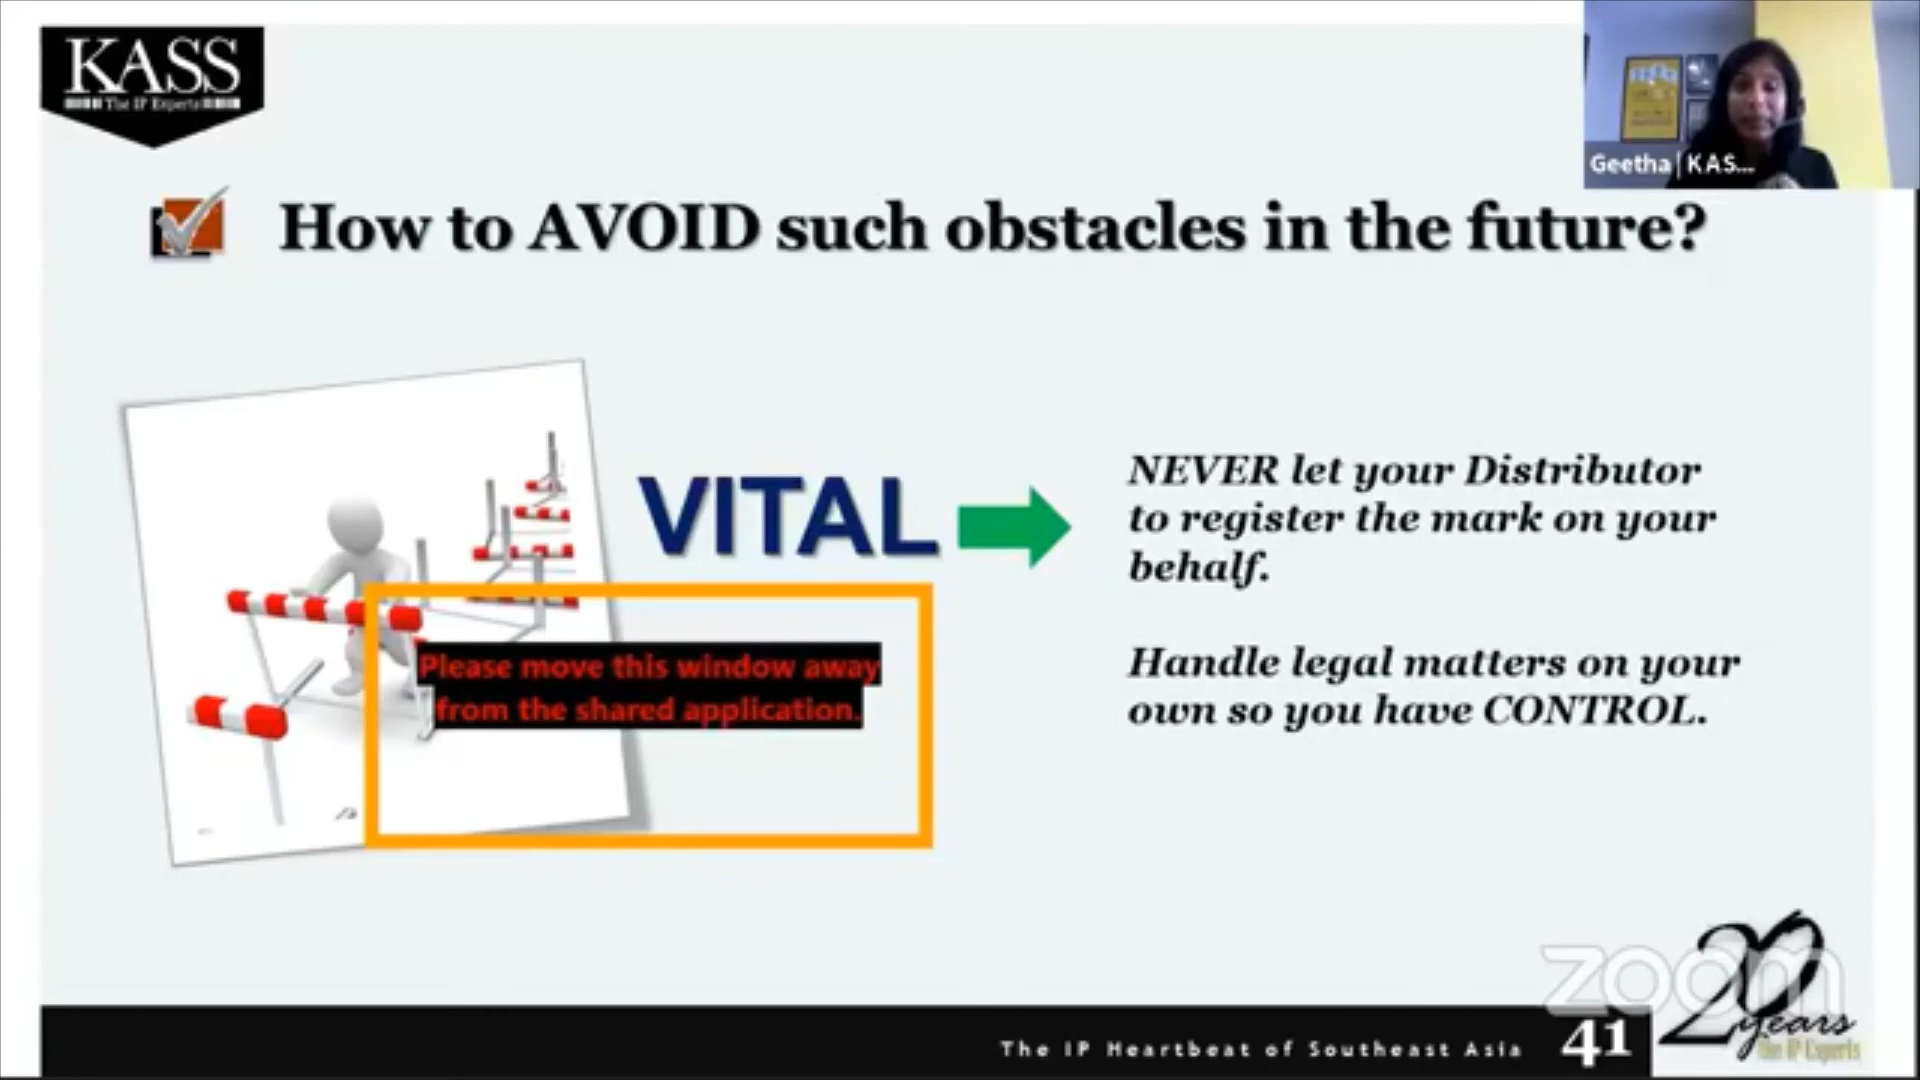 KASS
The IP Experts
Geetha | KAS...
How to AVOID such obstacles in the future?
VITAL
NEVER let your Distributor
to register the mark on your
behalf.
Please move this window away
from the shared application.
Handle legal matters on your
own so you have CONTROL.
zoom
The IP Heartbeat of Southeast Asia
41
20
years
The IP Experts